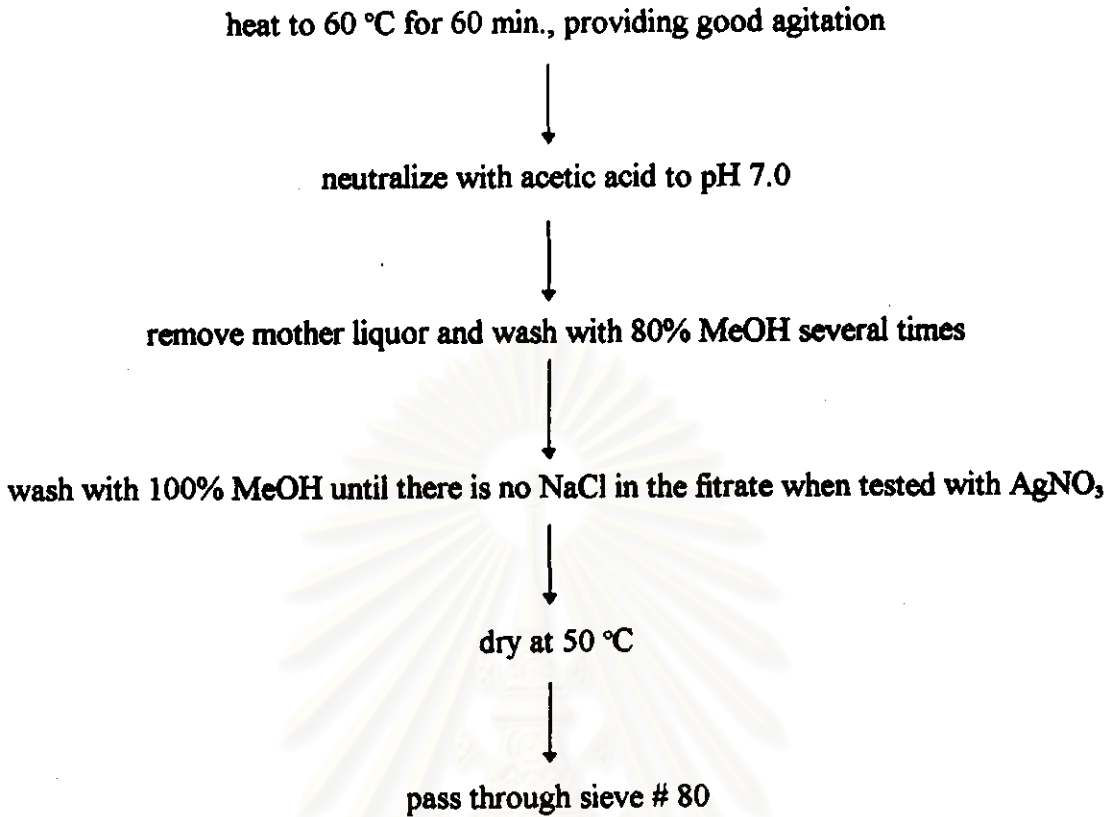 heat to 60 °C for 60 min., providing good agitation
neutralize with acetic acid to pH 7.0
remove mother liquor and wash with 80% MeOH several times
wash with 100% MeOH until there is no NaCl in the fitrate when tested with AgNO₃
dry at 50 °C
pass through sieve # 80